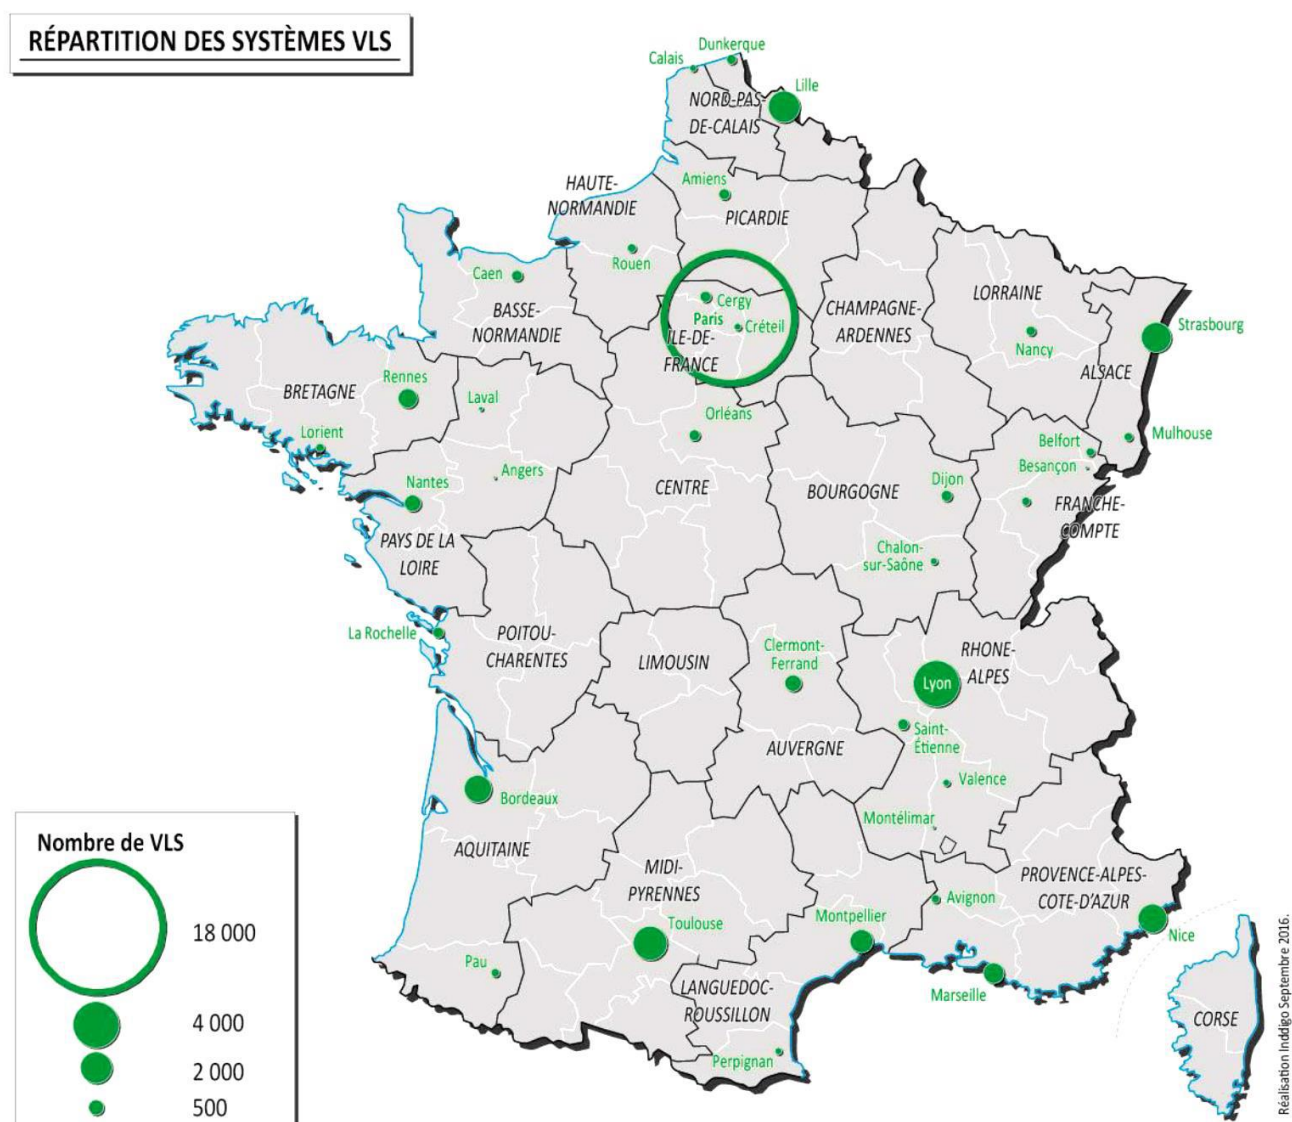 RÉPARTITION DES SYSTÈMES VLS
Dunkerque
Calais
Lille
NORD-PAS-
DE-CALAIS
Amiens
HAUTE-
NORMANDIE
PICARDIE
Rouen
Caen
BASSE-
NORMANDIE
Cergy
Paris
Créteil
ÎLE-DE-
FRANCE
CHAMPAGNE-
ARDENNES
LORRAINE
Nancy
Strasbourg
ALSACE
BRETAGNE
Rennes
Laval
Lorient
Orléans
Mulhouse
Belfort
Besançon
Nantes
Angers
CENTRE
BOURGOGNE
Dijon
FRANCHE-
COMPTE
PAYS DE LA
LOIRE
Chalon-
sur-Saône
La Rochelle
POITOU-
CHARENTES
LIMOUSIN
Clermont-
Ferrand
RHONE-
ALPES
Lyon
Saint-
Étienne
AUVERGNE
Valence
Bordeaux
Montélimar
AQUITAINE
MIDI-
PYRENNES
PROVENCE-ALPES-
COTE-D'AZUR
Avignon
Montpellier
Toulouse
Nice
Pau
Marseille
LANGUEDOC-
ROUSSILLON
Perpignan
CORSE
Nombre de VLS
18 000
4 000
2 000
500
Réalisation Inddigo Septembre 2016.